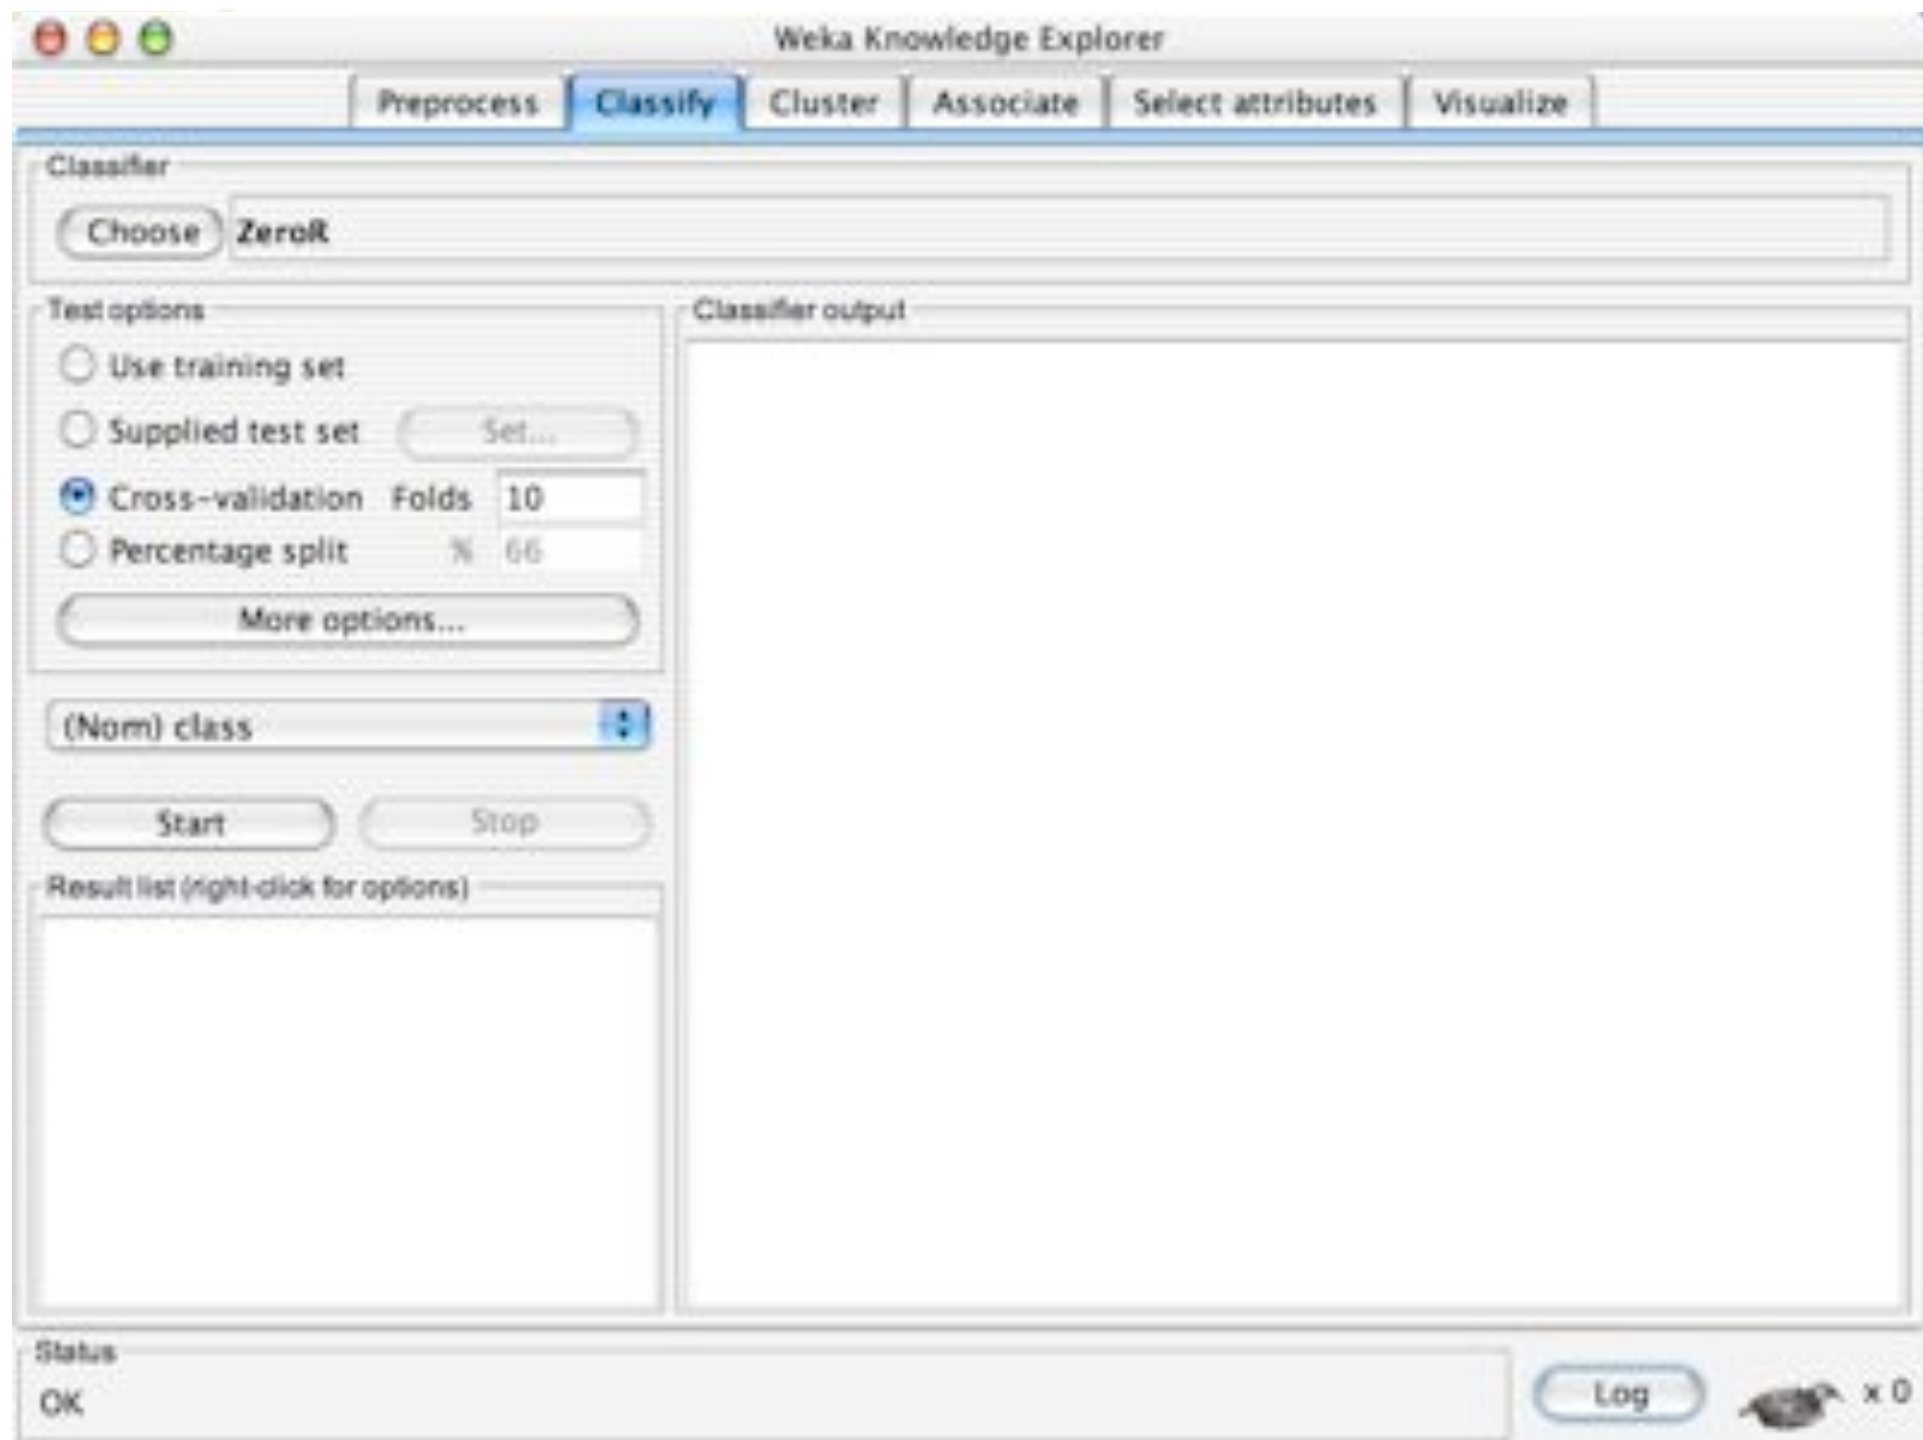 Weka Knowledge Explorer
Preprocess Classify Cluster Associate Select attributes Visualize
Classifier
Choose ZeroR
Test options
Use training set
Supplied test set Set...
Cross-validation Folds 10
Percentage split % 66
More options...
(Nom) class
Start Stop
Result list (right-click for options)
Classifier output
Status
OK
Log x 0